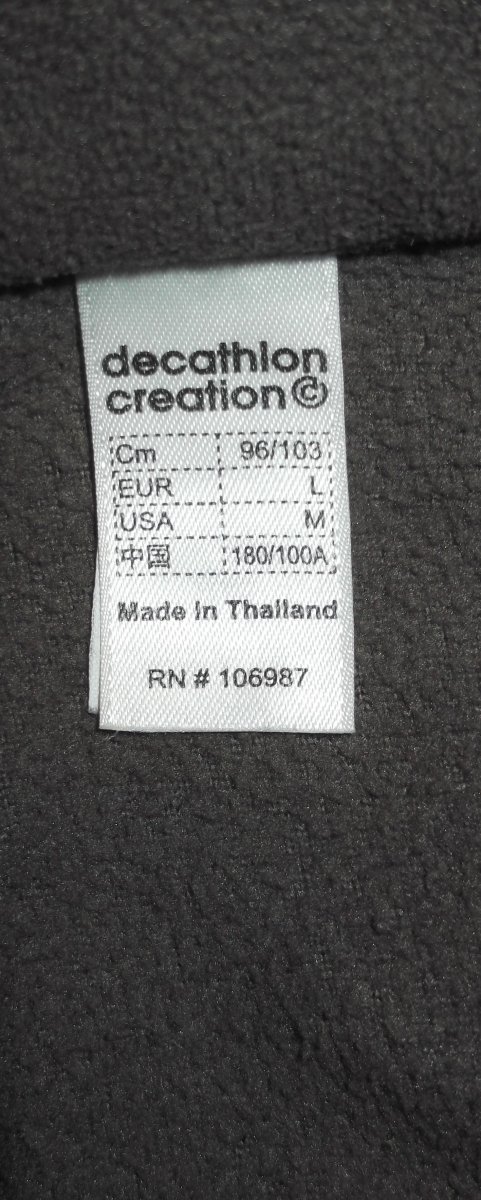 decathlon
creation©
Cm 96/103
EUR L
USA M
中国 180/100A
Made in Thailand
RN # 106987